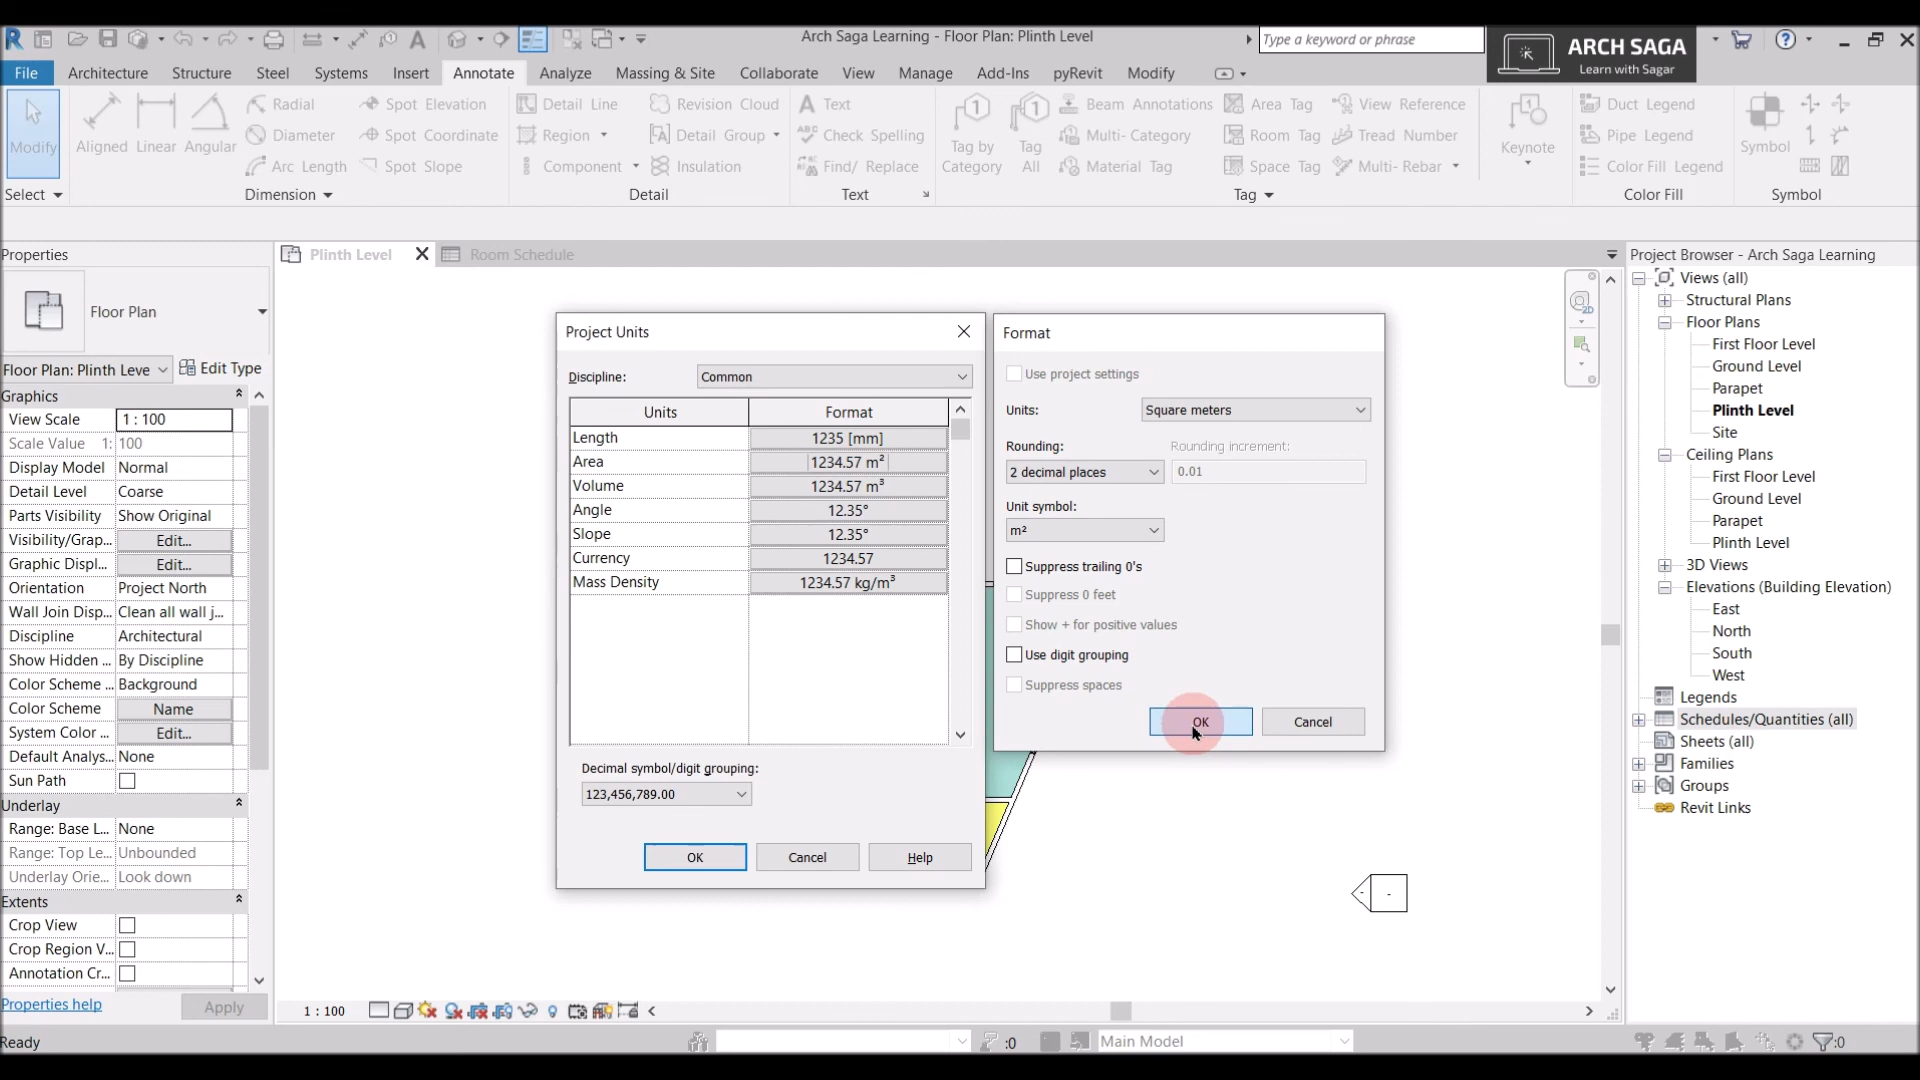 Arch Saga Learning - Floor Plan: Plinth Level
Type a keyword or phrase
ARCH SAGA
Learn with Sagar
File Architecture Structure Steel Systems Insert Annotate Analyze Massing & Site Collaborate View Manage Add-Ins pyRevit Modify
Modify
Select
Aligned Linear Angular
Radial
Diameter
Arc Length
Spot Elevation
Spot Coordinate
Spot Slope
Dimension
Detail Line
Region
Component
Revision Cloud
Detail Group
Insulation
Detail
Text
Check Spelling
Find/ Replace
Text
Tag by Category
Tag All
Beam Annotations
Multi- Category
Material Tag
Area Tag
Room Tag
Space Tag
View Reference
Tread Number
Multi- Rebar
Tag
Keynote
Duct Legend
Pipe Legend
Color Fill Legend
Color Fill
Symbol
Symbol
Properties
Floor Plan
Floor Plan: Plinth Leve
Edit Type
Graphics
View Scale 1 : 100
Scale Value 1: 100
Display Model Normal
Detail Level Coarse
Parts Visibility Show Original
Visibility/Grap... Edit...
Graphic Displ... Edit...
Orientation Project North
Wall Join Disp... Clean all wall j...
Discipline Architectural
Show Hidden ... By Discipline
Color Scheme ... Background
Color Scheme Name
System Color ... Edit...
Default Analys... None
Sun Path
Underlay
Range: Base L... None
Range: Top Le... Unbounded
Underlay Orie... Look down
Extents
Crop View
Crop Region V...
Annotation Cr...
Properties help
Apply
Plinth Level
Room Schedule
Project Units
Discipline: Common
Units Format
Length 1235 [mm]
Area 1234.57 m²
Volume 1234.57 m³
Angle 12.35°
Slope 12.35°
Currency 1234.57
Mass Density 1234.57 kg/m³
Decimal symbol/digit grouping:
123,456,789.00
OK Cancel Help
Format
Use project settings
Units: Square meters
Rounding: Rounding increment:
2 decimal places 0.01
Unit symbol:
m²
Suppress trailing 0's
Suppress 0 feet
Show + for positive values
Use digit grouping
Suppress spaces
OK Cancel
2D
Project Browser - Arch Saga Learning
Views (all)
Structural Plans
Floor Plans
First Floor Level
Ground Level
Parapet
Plinth Level
Site
Ceiling Plans
First Floor Level
Ground Level
Parapet
Plinth Level
3D Views
Elevations (Building Elevation)
East
North
South
West
Legends
Schedules/Quantities (all)
Sheets (all)
Families
Groups
Revit Links
1 : 100
Ready
:0
Main Model
:0